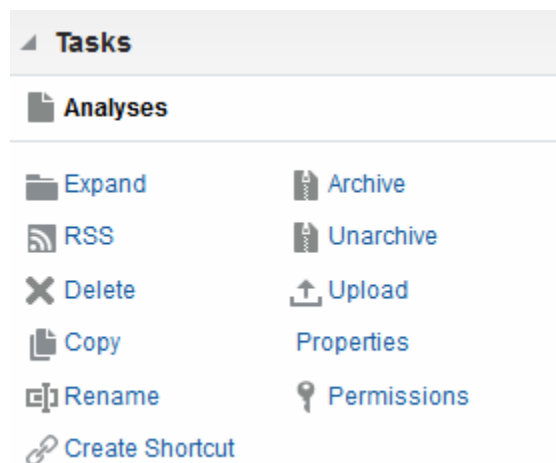 Tasks
Analyses
Expand Archive
RSS Unarchive
Delete Upload
Copy Properties
Rename Permissions
Create Shortcut